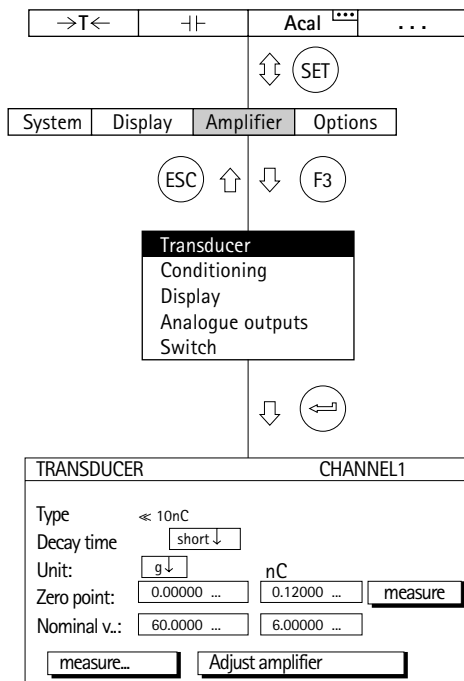 →T← ⊣⊢ Acal ...
SET
System Display Amplifier Options
ESC F3
Transducer
Conditioning
Display
Analogue outputs
Switch
TRANSDUCER CHANNEL1
Type ≪ 10nC
Decay time short↓
Unit: g↓ nC
Zero point: 0.00000 ... 0.12000 ... measure
Nominal v..: 60.0000 ... 6.00000 ...
measure... Adjust amplifier